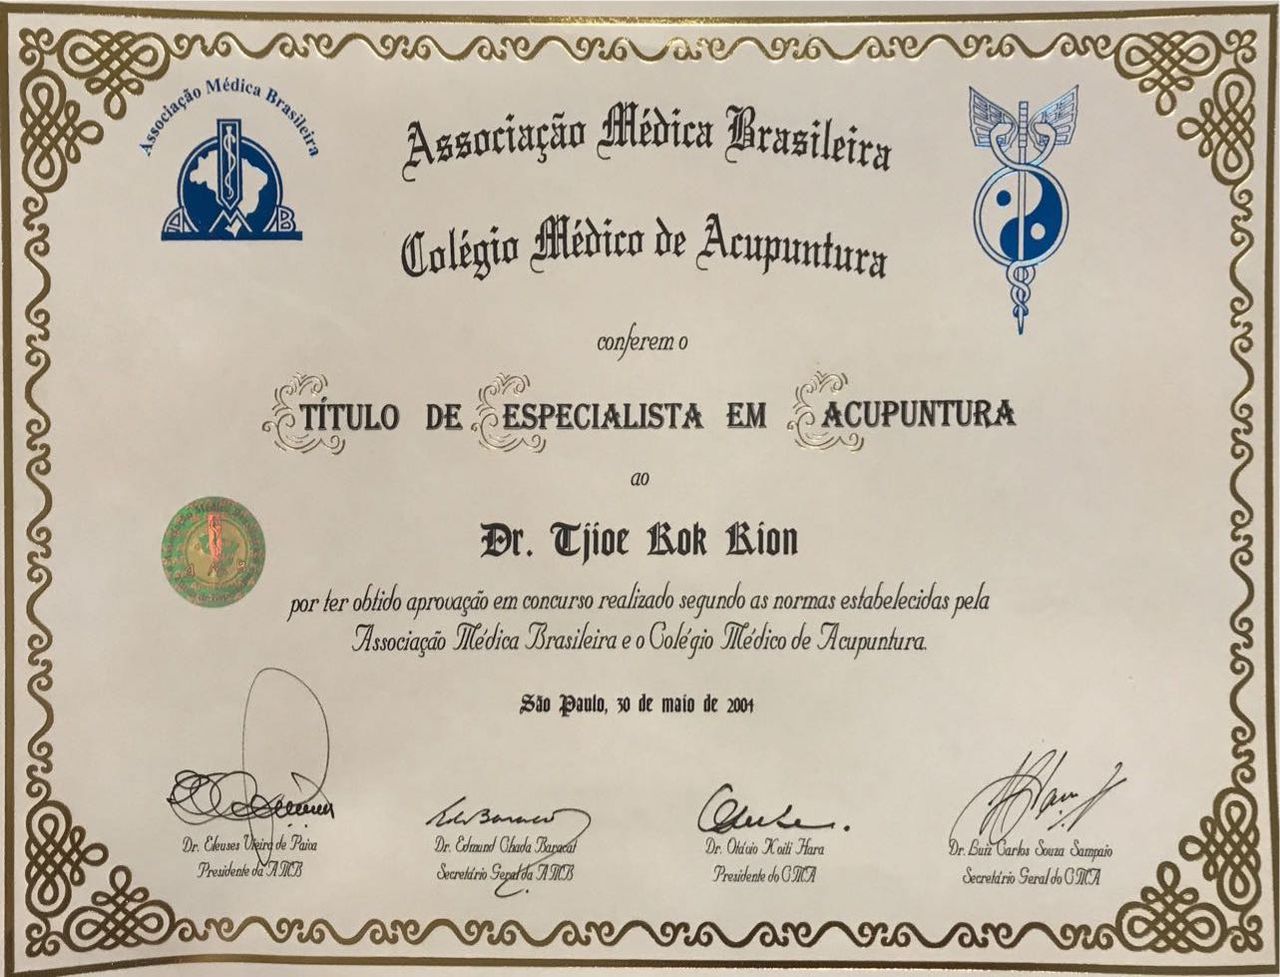 Associação Médica Brasileira
Associação Médica Brasileira
AMB
Colégio Médico de Acupuntura
conferem o
TÍTULO DE ESPECIALISTA EM ACUPUNTURA
ao
Dr. Tjioe Kok Kion
por ter obtido aprovação em concurso realizado segundo as normas estabelecidas pela
Associação Médica Brasileira e o Colégio Médico de Acupuntura.
São Paulo, 30 de maio de 2004
Dr. Eleuses Vieira de Paiva
Presidente da AMB
Dr. Edmund Chada Baracat
Secretário Geral da AMB
Dr. Ohtávio Koiti Hara
Presidente do CMA
Dr. Luiz Carlos Souza Sampaio
Secretário Geral do CMA